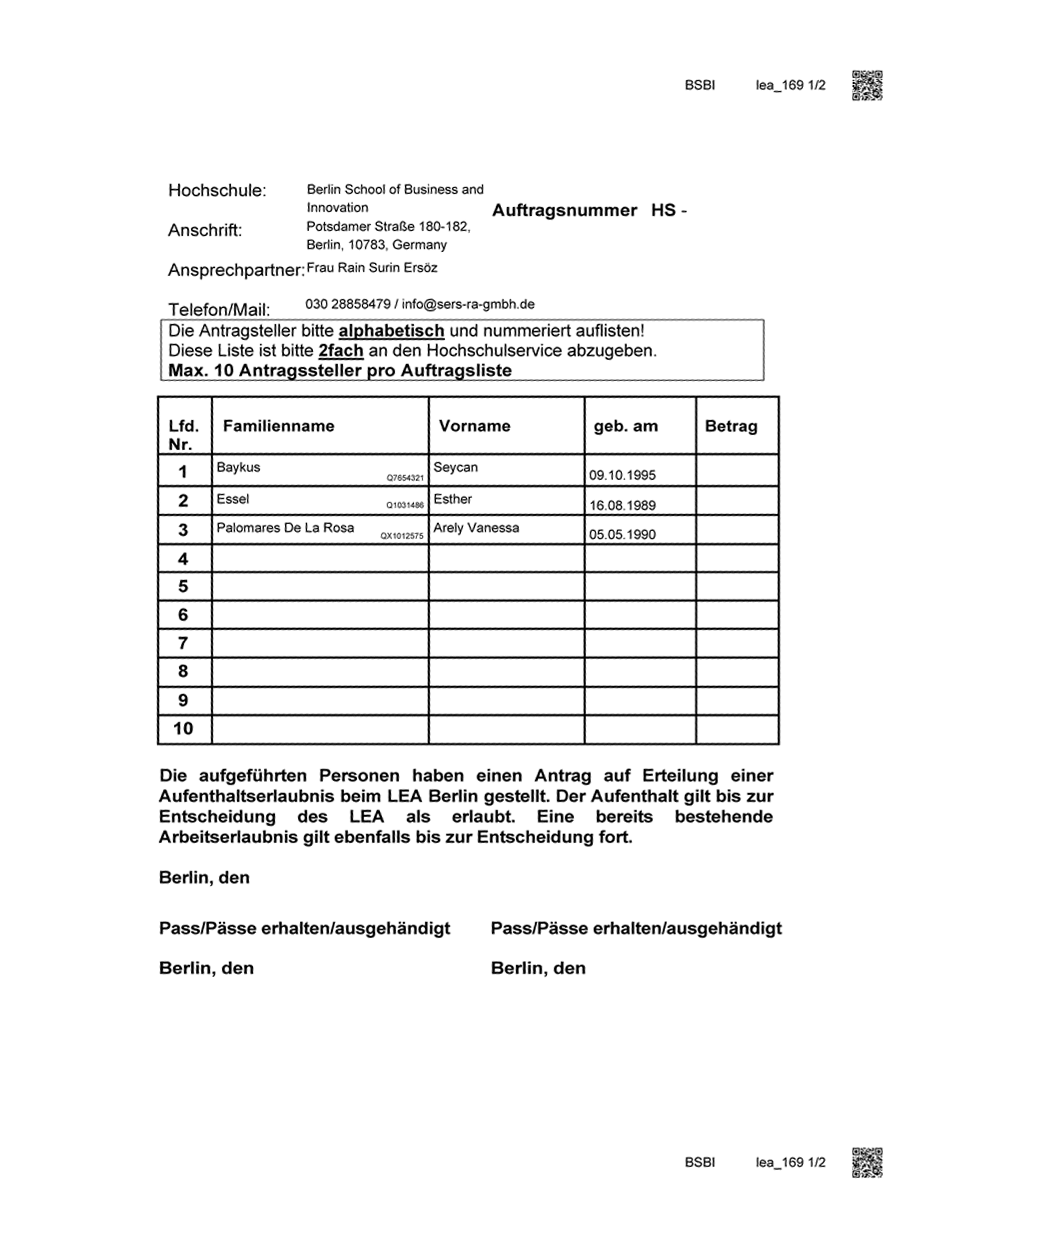 BSBI lea_169 1/2
Hochschule: Berlin School of Business and
Innovation
Auftragsnummer HS -
Anschrift: Potsdamer Straße 180-182,
Berlin, 10783, Germany
Ansprechpartner: Frau Rain Surin Ersöz
Telefon/Mail: 030 28858479 / info@sers-ra-gmbh.de
Die Antragsteller bitte alphabetisch und nummeriert auflisten!
Diese Liste ist bitte 2fach an den Hochschulservice abzugeben.
Max. 10 Antragssteller pro Auftragsliste
Lfd. Nr. Familienname Vorname geb. am Betrag
1 Baykus Q7654321 Seycan 09.10.1995
2 Essel Q1031486 Esther 16.08.1989
3 Palomares De La Rosa QX1012575 Arely Vanessa 05.05.1990
4
5
6
7
8
9
10
Die aufgeführten Personen haben einen Antrag auf Erteilung einer
Aufenthaltserlaubnis beim LEA Berlin gestellt. Der Aufenthalt gilt bis zur
Entscheidung des LEA als erlaubt. Eine bereits bestehende
Arbeitserlaubnis gilt ebenfalls bis zur Entscheidung fort.
Berlin, den
Pass/Pässe erhalten/ausgehändigt Pass/Pässe erhalten/ausgehändigt
Berlin, den Berlin, den
BSBI lea_169 1/2